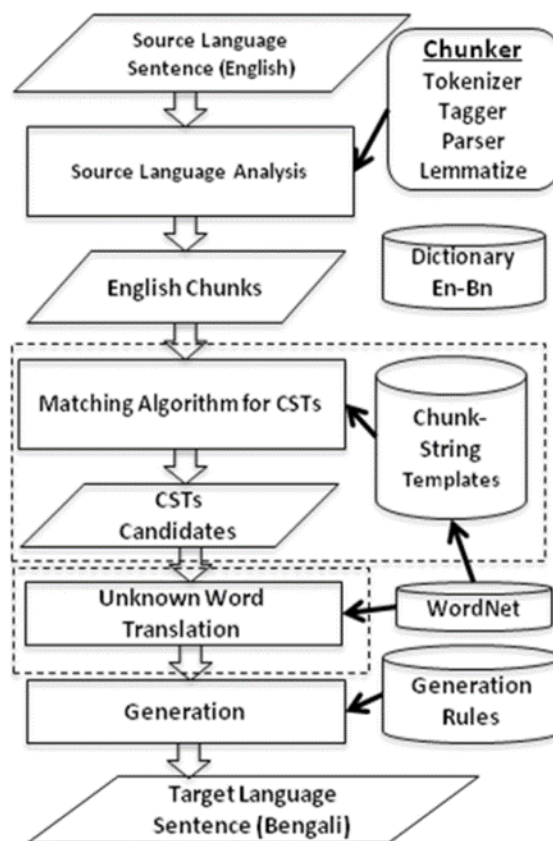 Source Language
Sentence (English)
Chunker
Tokenizer
Tagger
Parser
Lemmatize
Source Language Analysis
English Chunks
Dictionary
En-Bn
Matching Algorithm for CSTs
Chunk-
String
Templates
CSTs
Candidates
Unknown Word
Translation
WordNet
Generation
Generation
Rules
Target Language
Sentence (Bengali)